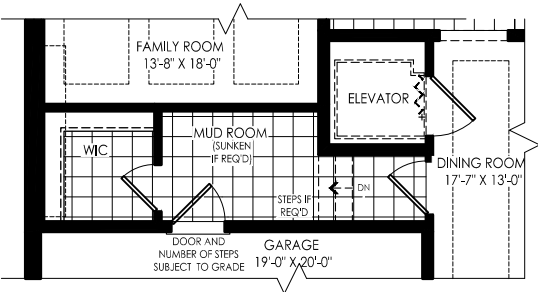 FAMILY ROOM
13'-8" X 18'-0"
ELEVATOR
MUD ROOM
(SUNKEN
IF REQ'D)
WIC
DINING ROOM
17'-7" X 13'-0"
DN
STEPS IF
REQ'D
DOOR AND
NUMBER OF STEPS
SUBJECT TO GRADE
GARAGE
19'-0" X 20'-0"